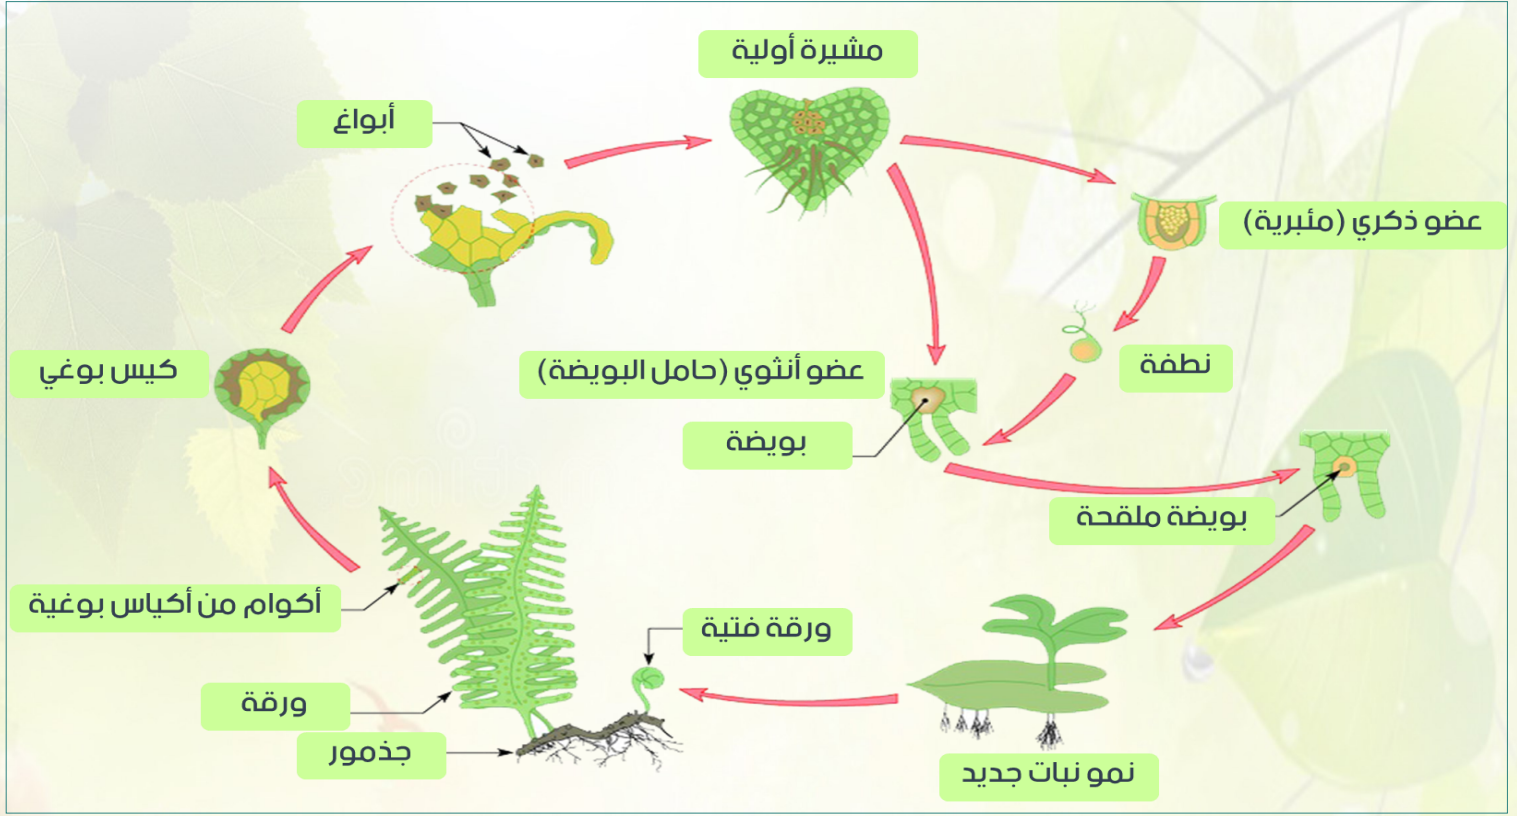 مشيرة أولية
أبواغ
عضو ذكري (مئبرية)
نطفة
عضو أنثوي (حامل البويضة)
كيس بوغي
بويضة
بويضة ملقحة
أكوام من أكياس بوغية
ورقة فتية
ورقة
جذمور
نمو نبات جديد